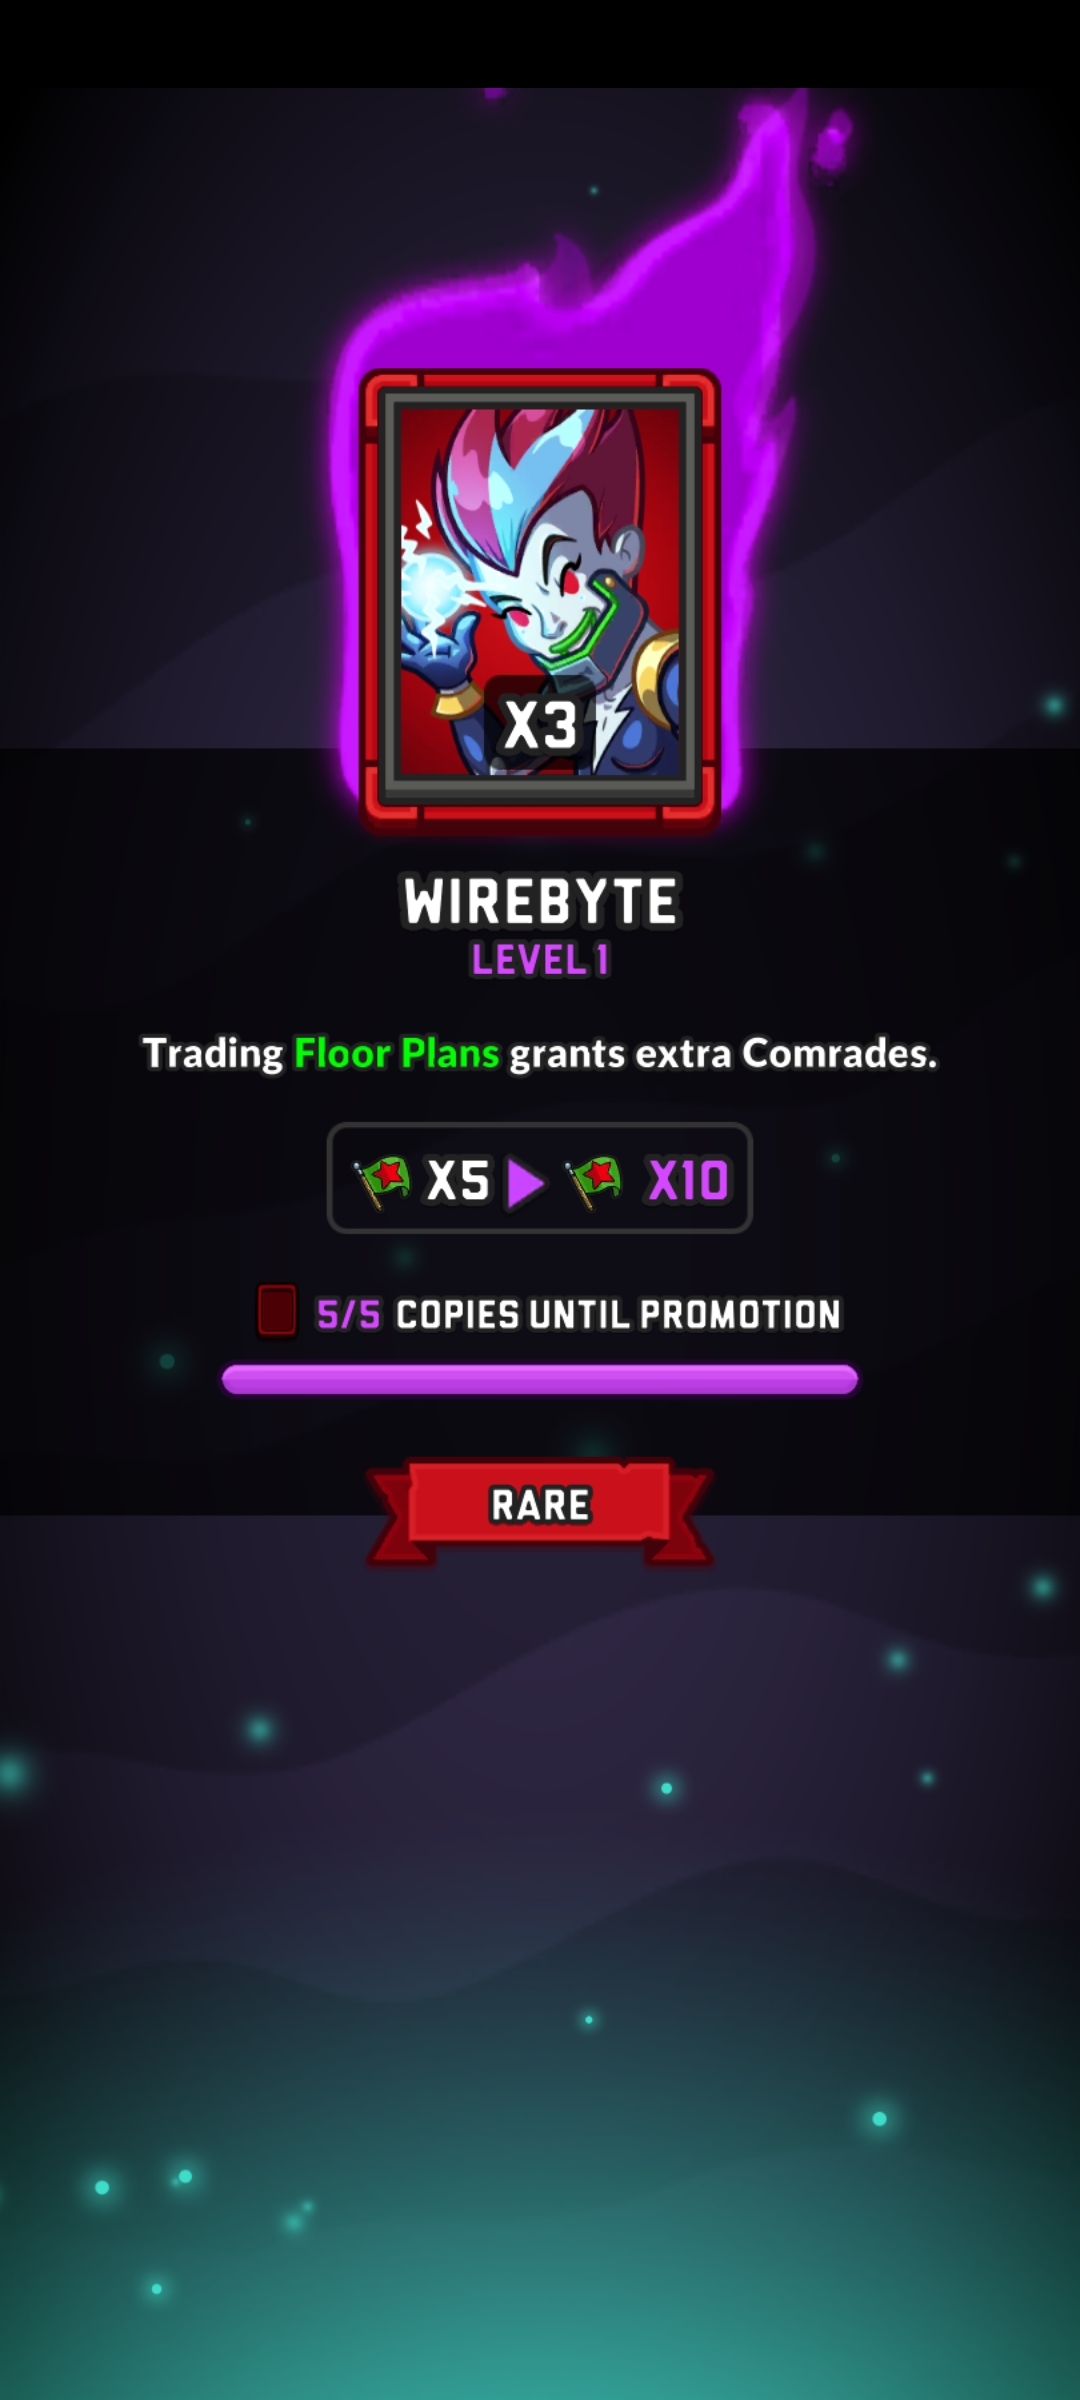 X3
WIREBYTE
LEVEL 1
Trading Floor Plans grants extra Comrades.
X5 X10
5/5 COPIES UNTIL PROMOTION
RARE